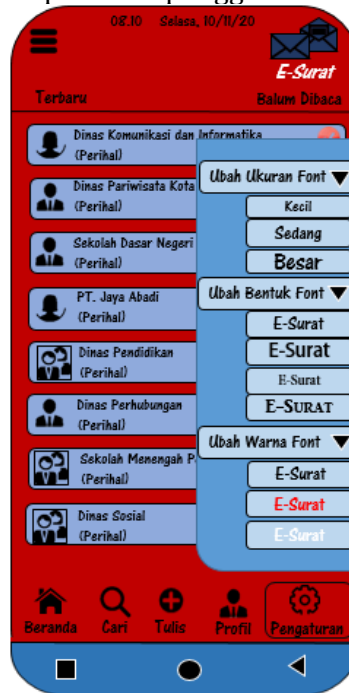 08.10 Selasa, 10/11/20
E-Surat
Terbaru
Balum Dibaca
Dinas Komunikasi dan Informatika
(Perihal)
Dinas Pariwisata Kota
(Perihal)
Sekolah Dasar Negeri
(Perihal)
PT. Jaya Abadi
(Perihal)
Dinas Pendidikan
(Perihal)
Dinas Perhubungan
(Perihal)
Sekolah Menengah P
(Perihal)
Dinas Sosial
(Perihal)
Ubah Ukuran Font
Kecil
Sedang
Besar
Ubah Bentuk Font
E-Surat
E-Surat
E-Surat
E-SURAT
Ubah Warna Font
E-Surat
E-Surat
E-Surat
Beranda
Cari
Tulis
Profil
Pengaturan